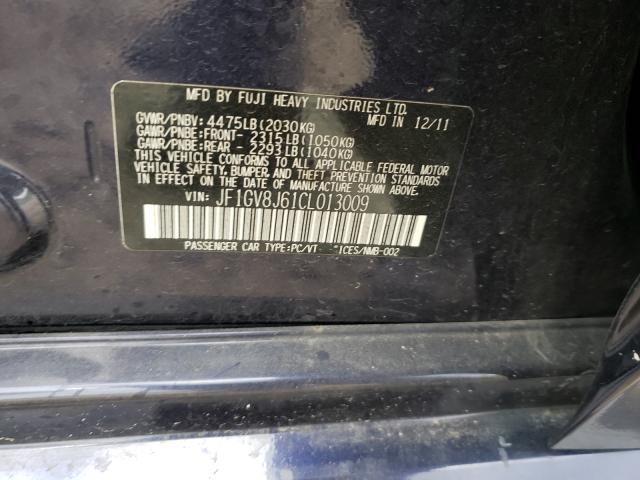 MFD BY FUJI HEAVY INDUSTRIES LTD.
GVWR/PNBV: 4475LB(2030KG) MFD IN 12/11
GAWR/PNBE:FRONT- 2315LB(1050KG)
GAWR/PNBE:REAR - 2293LB(1040KG)
THIS VEHICLE CONFORMS TO ALL APPLICABLE FEDERAL MOTOR
VEHICLE SAFETY, BUMPER, AND THEFT PREVENTION STANDARDS
IN EFFECT ON THE DATE OF MANUFACTURE SHOWN ABOVE.
VIN: JF1GV8J61CL013009
PASSENGER CAR TYPE:PC/VT *ICES/NMB-002